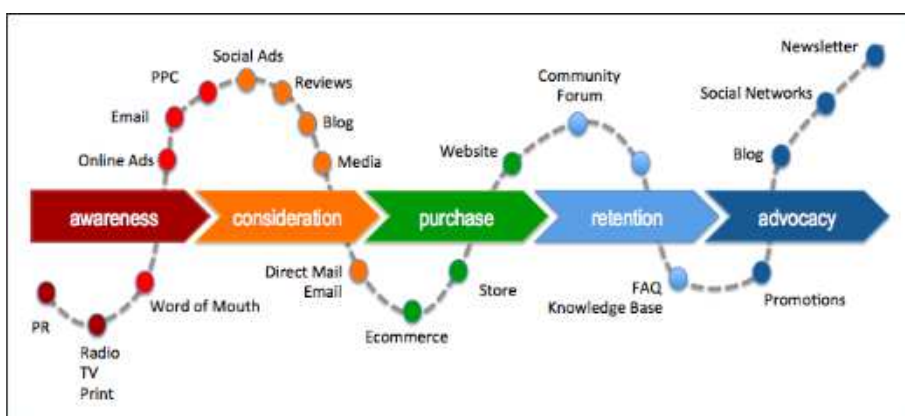 Newsletter
Social Ads
PPC
Reviews
Community
Forum
Social Networks
Email
Blog
Online Ads
Media
Website
Blog
awareness
consideration
purchase
retention
advocacy
Direct Mail
Email
Store
FAQ
Knowledge Base
Promotions
PR
Word of Mouth
Ecommerce
Radio
TV
Print